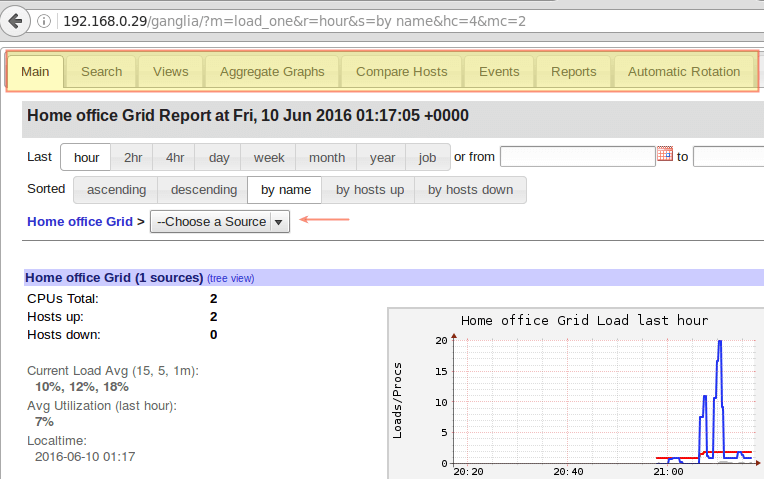 192.168.0.29/ganglia/?m=load_one&r=hour&s=by name&hc=4&mc=2
Main Search Views Aggregate Graphs Compare Hosts Events Reports Automatic Rotation
Home office Grid Report at Fri, 10 Jun 2016 01:17:05 +0000
Last hour 2hr 4hr day week month year job or from to
Sorted ascending descending by name by hosts up by hosts down
Home office Grid > --Choose a Source
Home office Grid (1 sources) (tree view)
CPUs Total: 2
Hosts up: 2
Hosts down: 0
Current Load Avg (15, 5, 1m):
10%, 12%, 18%
Avg Utilization (last hour):
7%
Localtime:
2016-06-10 01:17
Home office Grid Load last hour
Loads/Procs
20
15
10
5
0
20:20 20:40 21:00